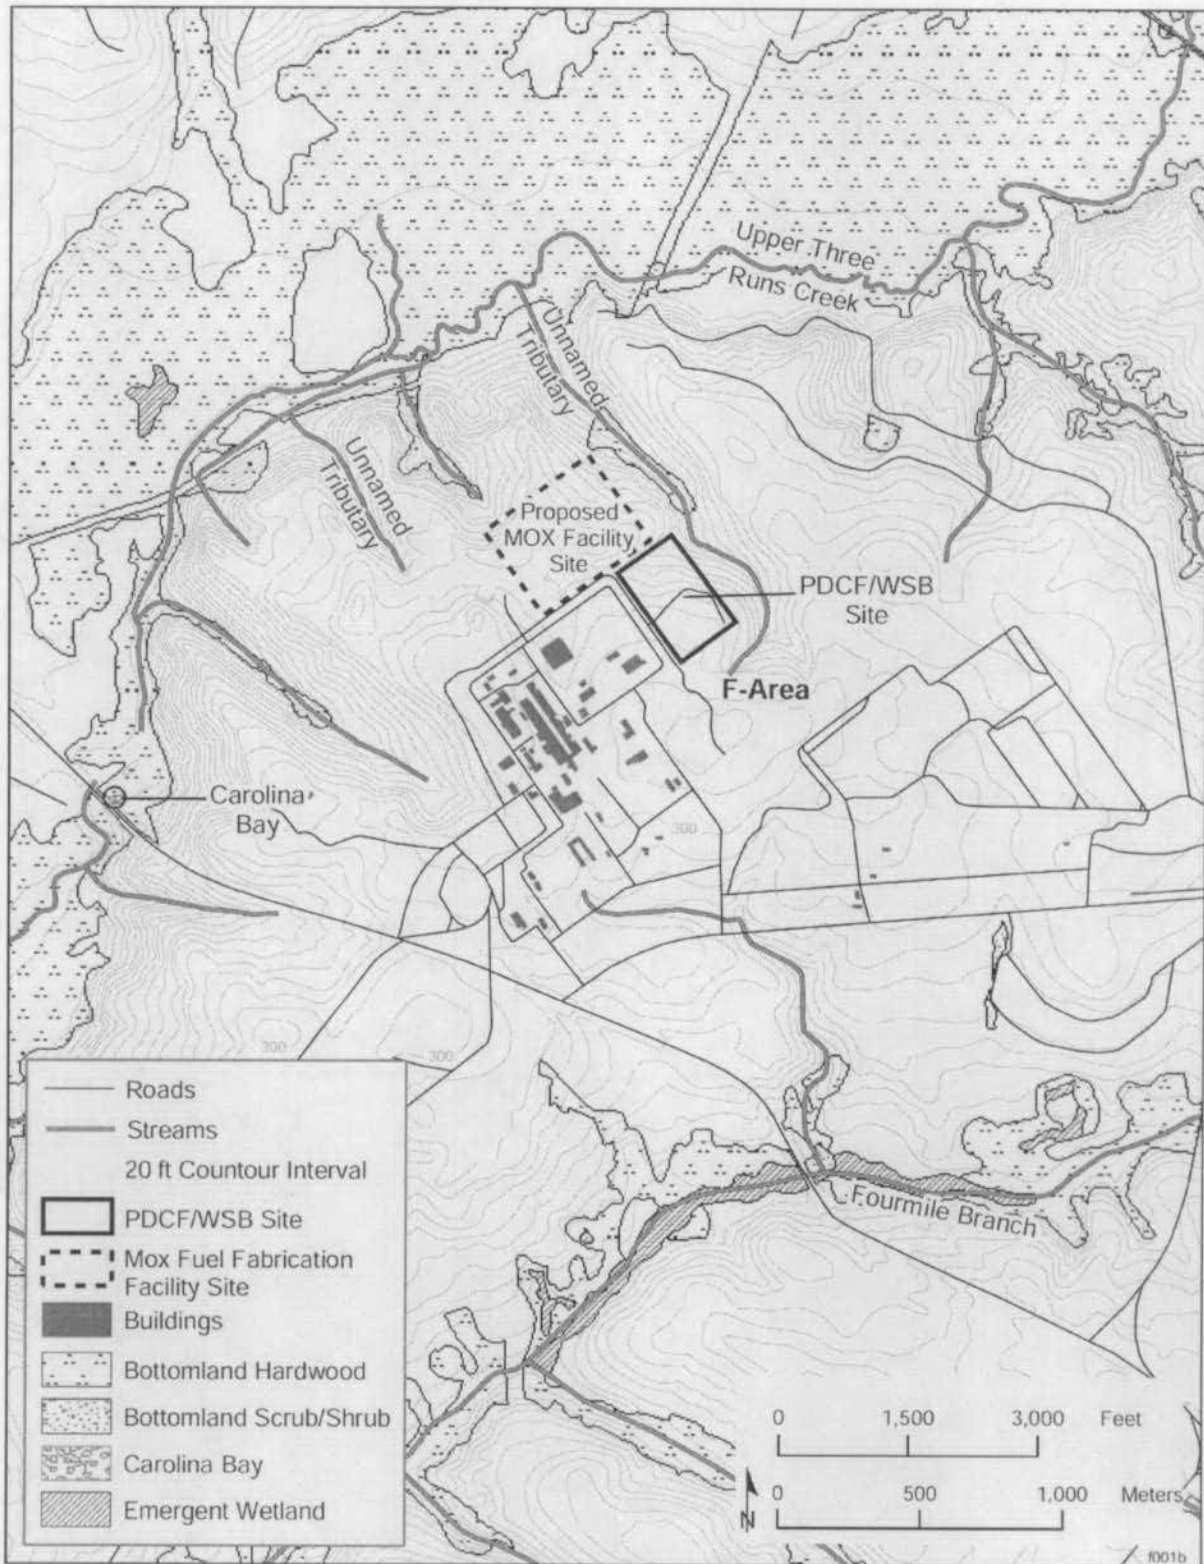 Upper Three
Runs Creek
Unnamed
Tributary
Unnamed
Tributary
Proposed
MOX Facility
Site
PDCF/WSB
Site
F-Area
Carolina
Bay
300
300
300
Fourmile Branch
Roads
Streams
20 ft Countour Interval
PDCF/WSB Site
Mox Fuel Fabrication
Facility Site
Buildings
Bottomland Hardwood
Bottomland Scrub/Shrub
Carolina Bay
Emergent Wetland
0 1,500 3,000 Feet
0 500 1,000 Meters
N
f001b